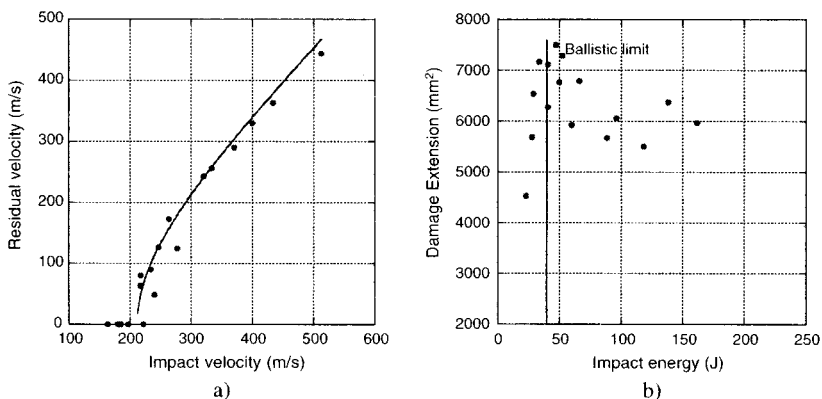 500
400
300
200
100
0
100 200 300 400 500 600
Residual velocity (m/s)
Impact velocity (m/s)
a)
8000
7000
6000
5000
4000
3000
2000
0 50 100 150 200 250
Damage Extension (mm²)
Ballistic limit
Impact energy (J)
b)